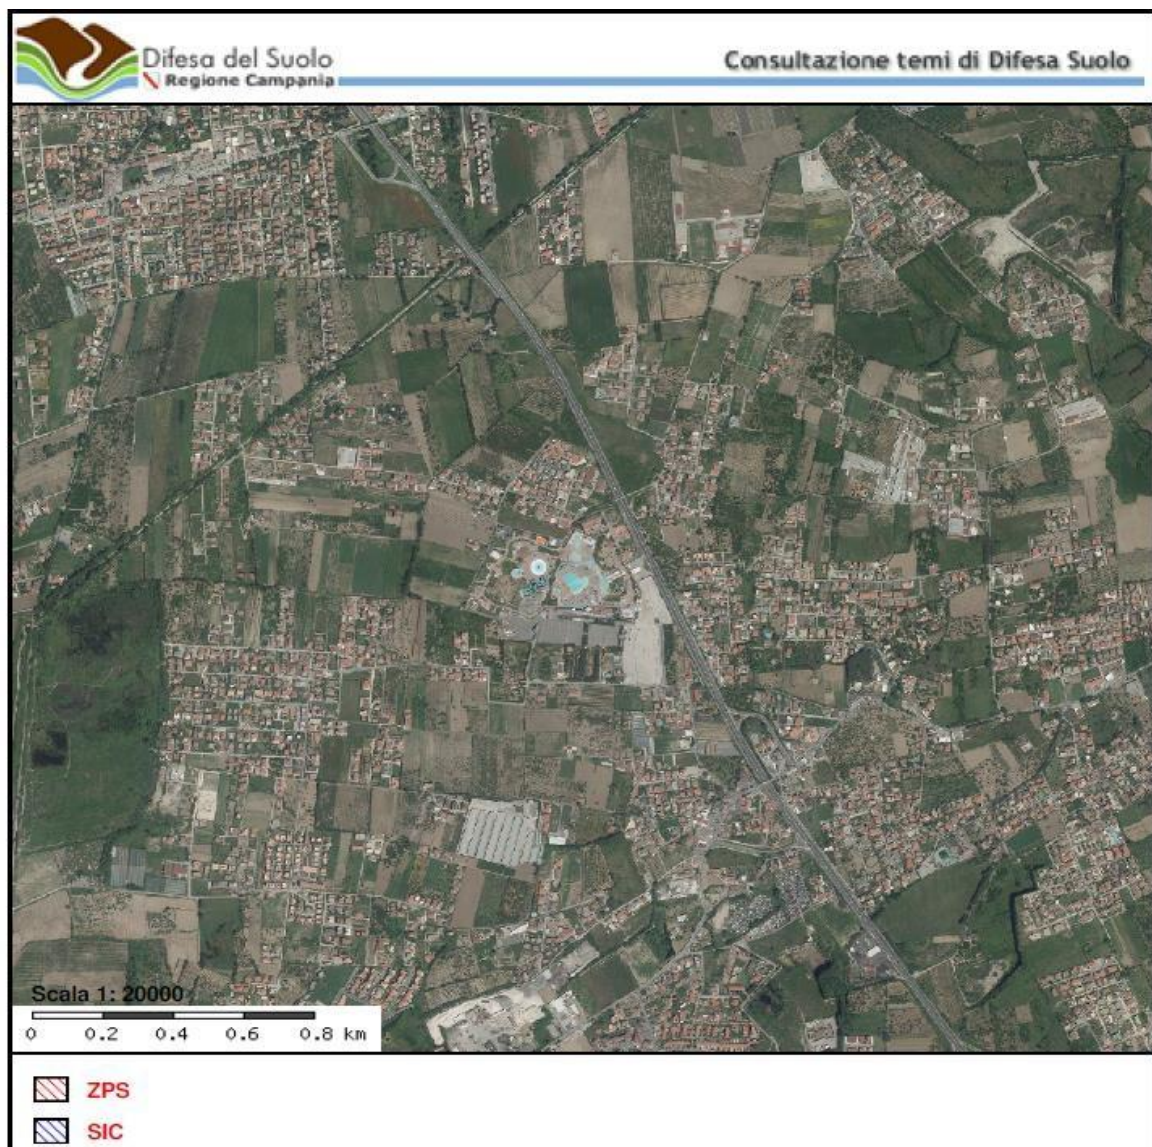 Difesa del Suolo
Regione Campania
Consultazione temi di Difesa Suolo
Scala 1: 20000
0 0.2 0.4 0.6 0.8 km
ZPS
SIC